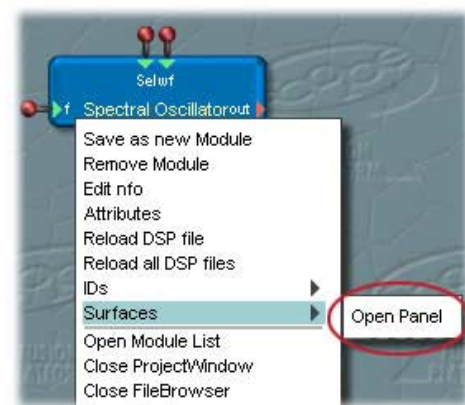 Selwf
f Spectral Oscillator out
Save as new Module
Remove Module
Edit nfo
Attributes
Reload DSP file
Reload all DSP files
IDs
Surfaces
Open Panel
Open Module List
Close ProjectWindow
Close FileBrowser